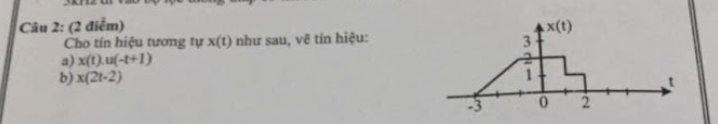 Câu 2: (2 điểm)
Cho tín hiệu tương tự x(t) như sau, vẽ tín hiệu:
a) x(t).u(-t+1)
b) x(2t-2)
x(t)
3
2
1
t
-3
0
2